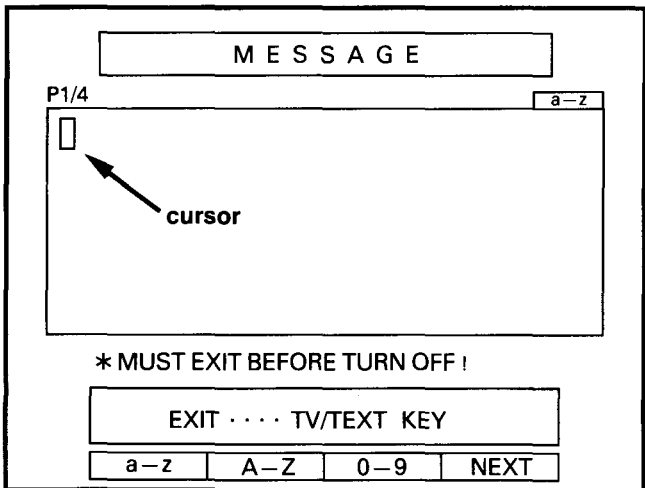 MESSAGE
P1/4 a–z
cursor
* MUST EXIT BEFORE TURN OFF !
EXIT ···· TV/TEXT KEY
a–z A–Z 0–9 NEXT